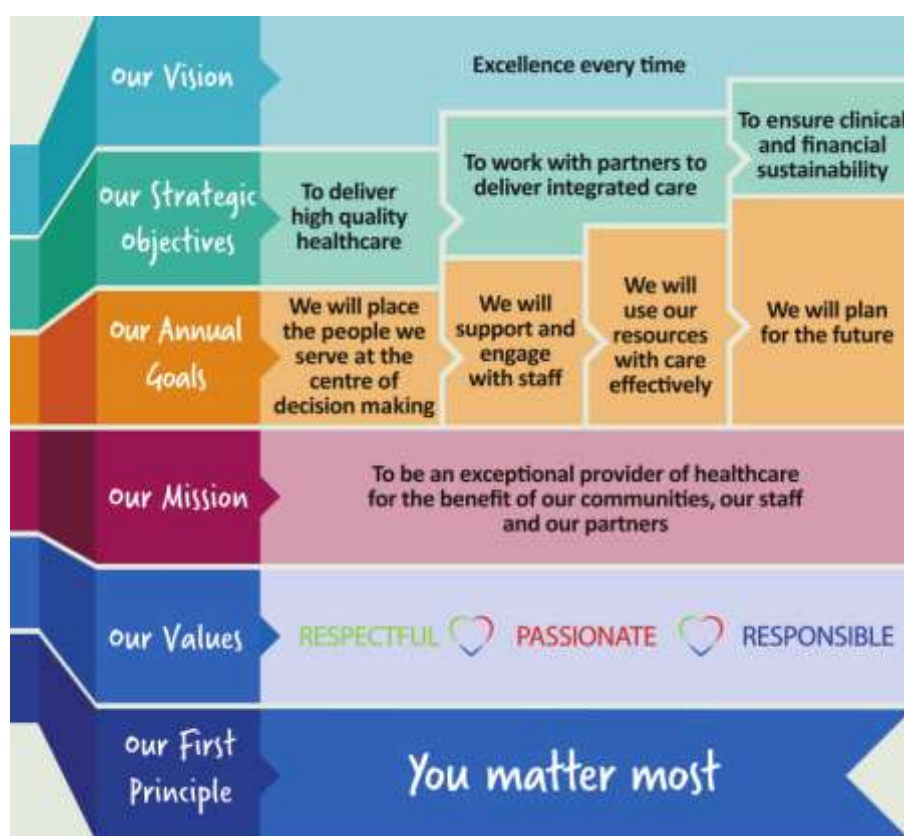 Our Vision
Excellence every time
Our Strategic
Objectives
To deliver
high quality
healthcare
To work with partners to
deliver integrated care
To ensure clinical
and financial
sustainability
Our Annual
Goals
We will place
the people we
serve at the
centre of
decision making
We will
support and
engage
with staff
We will
use our
resources
with care
effectively
We will plan
for the future
Our Mission
To be an exceptional provider of healthcare
for the benefit of our communities, our staff
and our partners
Our Values
RESPECTFUL PASSIONATE RESPONSIBLE
Our First
Principle
You matter most